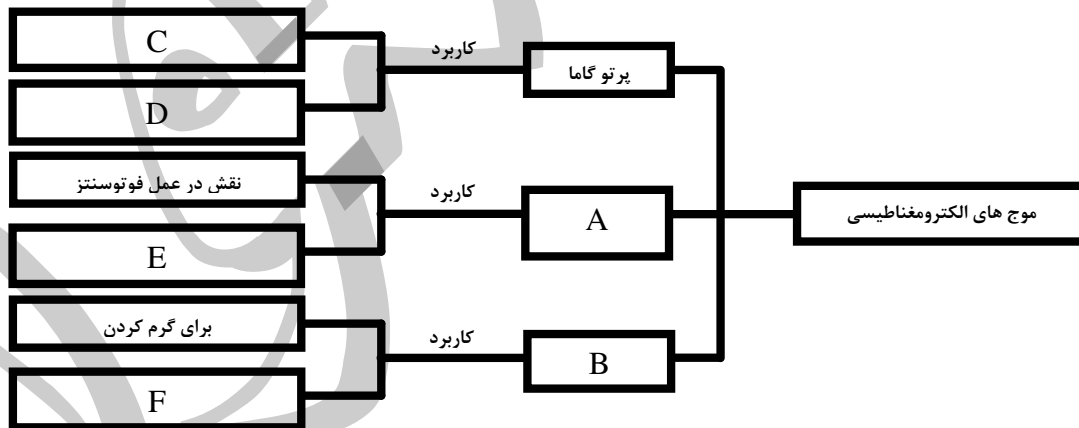 موج های الکترومغناطیسی
پرتو گاما
کاربرد
C
D
A
کاربرد
نقش در عمل فوتوسنتز
E
B
کاربرد
برای گرم کردن
F